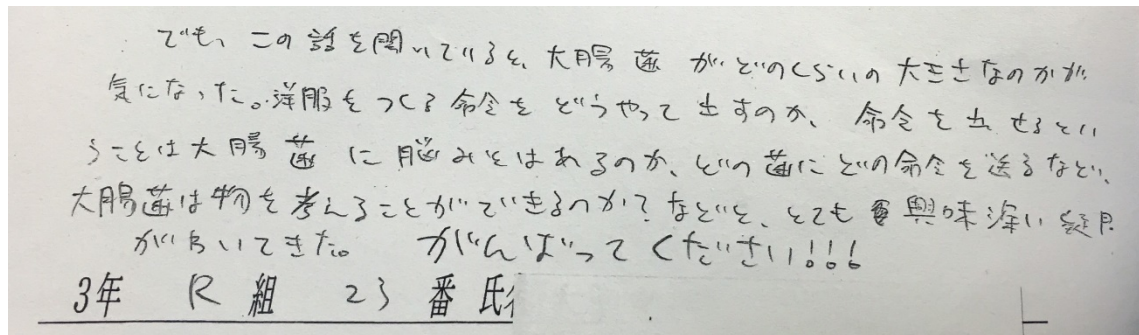 でも、この話を聞いていると、大腸菌がどのくらいの大きさなのかが
気になった。洋服をつくる命令をどうやって出すのか、命令を出せるとい
うことは大腸菌に脳みそはあるのか、どの菌にどの命令を送るなど、
大腸菌は物を考えることができるのか?などと、とても興味深い疑問
がわいてきた。がんばってください!!!
3年 R組 23番 氏